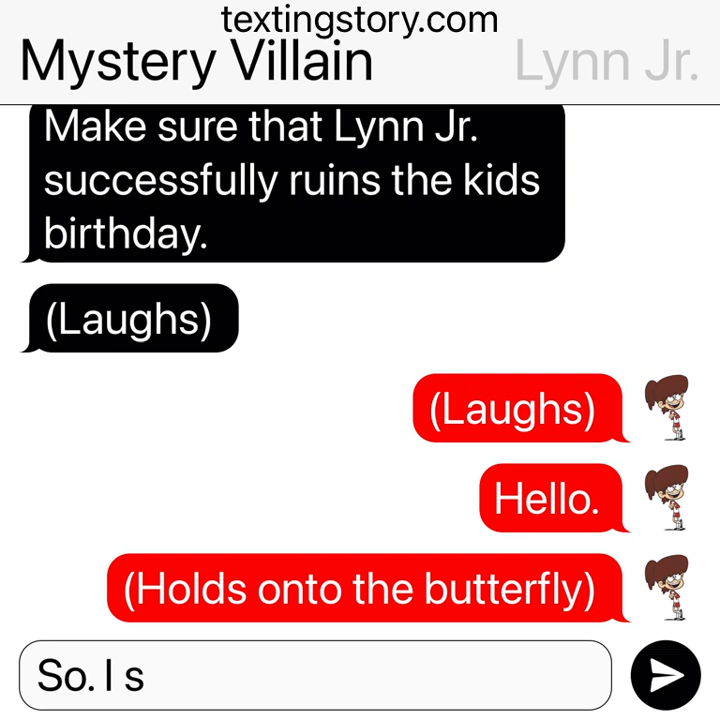 textingstory.com
Mystery Villain Lynn Jr.
Make sure that Lynn Jr.
successfully ruins the kids
birthday.
(Laughs)
(Laughs)
Hello.
(Holds onto the butterfly)
So. I s